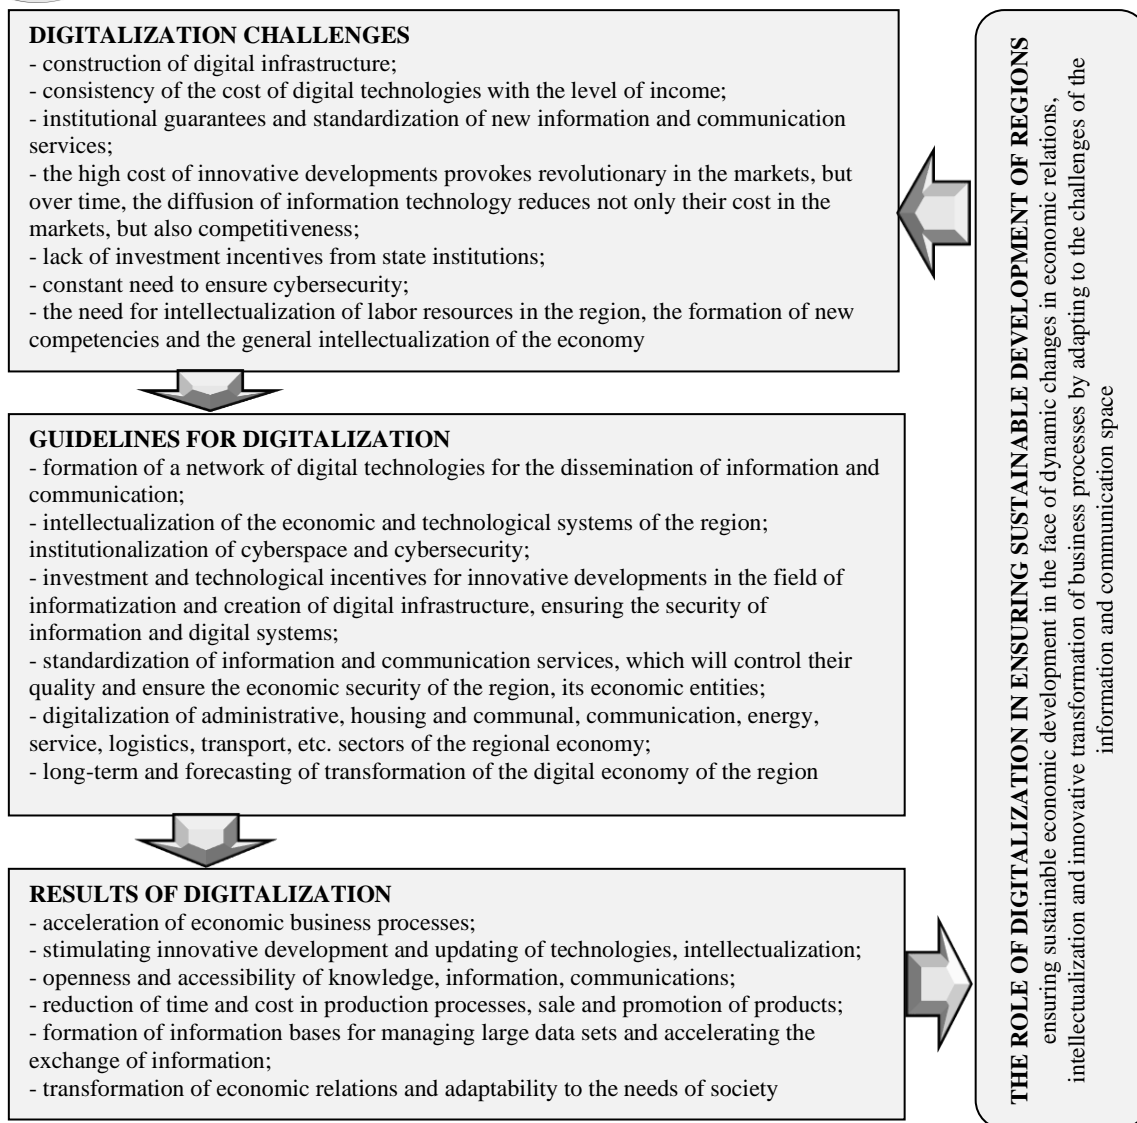 DIGITALIZATION CHALLENGES
- construction of digital infrastructure;
- consistency of the cost of digital technologies with the level of income;
- institutional guarantees and standardization of new information and communication
services;
- the high cost of innovative developments provokes revolutionary in the markets, but
over time, the diffusion of information technology reduces not only their cost in the
markets, but also competitiveness;
- lack of investment incentives from state institutions;
- constant need to ensure cybersecurity;
- the need for intellectualization of labor resources in the region, the formation of new
competencies and the general intellectualization of the economy
GUIDELINES FOR DIGITALIZATION
- formation of a network of digital technologies for the dissemination of information and
communication;
- intellectualization of the economic and technological systems of the region;
institutionalization of cyberspace and cybersecurity;
- investment and technological incentives for innovative developments in the field of
informatization and creation of digital infrastructure, ensuring the security of
information and digital systems;
- standardization of information and communication services, which will control their
quality and ensure the economic security of the region, its economic entities;
- digitalization of administrative, housing and communal, communication, energy,
service, logistics, transport, etc. sectors of the regional economy;
- long-term and forecasting of transformation of the digital economy of the region
RESULTS OF DIGITALIZATION
- acceleration of economic business processes;
- stimulating innovative development and updating of technologies, intellectualization;
- openness and accessibility of knowledge, information, communications;
- reduction of time and cost in production processes, sale and promotion of products;
- formation of information bases for managing large data sets and accelerating the
exchange of information;
- transformation of economic relations and adaptability to the needs of society
THE ROLE OF DIGITALIZATION IN ENSURING SUSTAINABLE DEVELOPMENT OF REGIONS
ensuring sustainable economic development in the face of dynamic changes in economic relations,
intellectualization and innovative transformation of business processes by adapting to the challenges of the
information and communication space